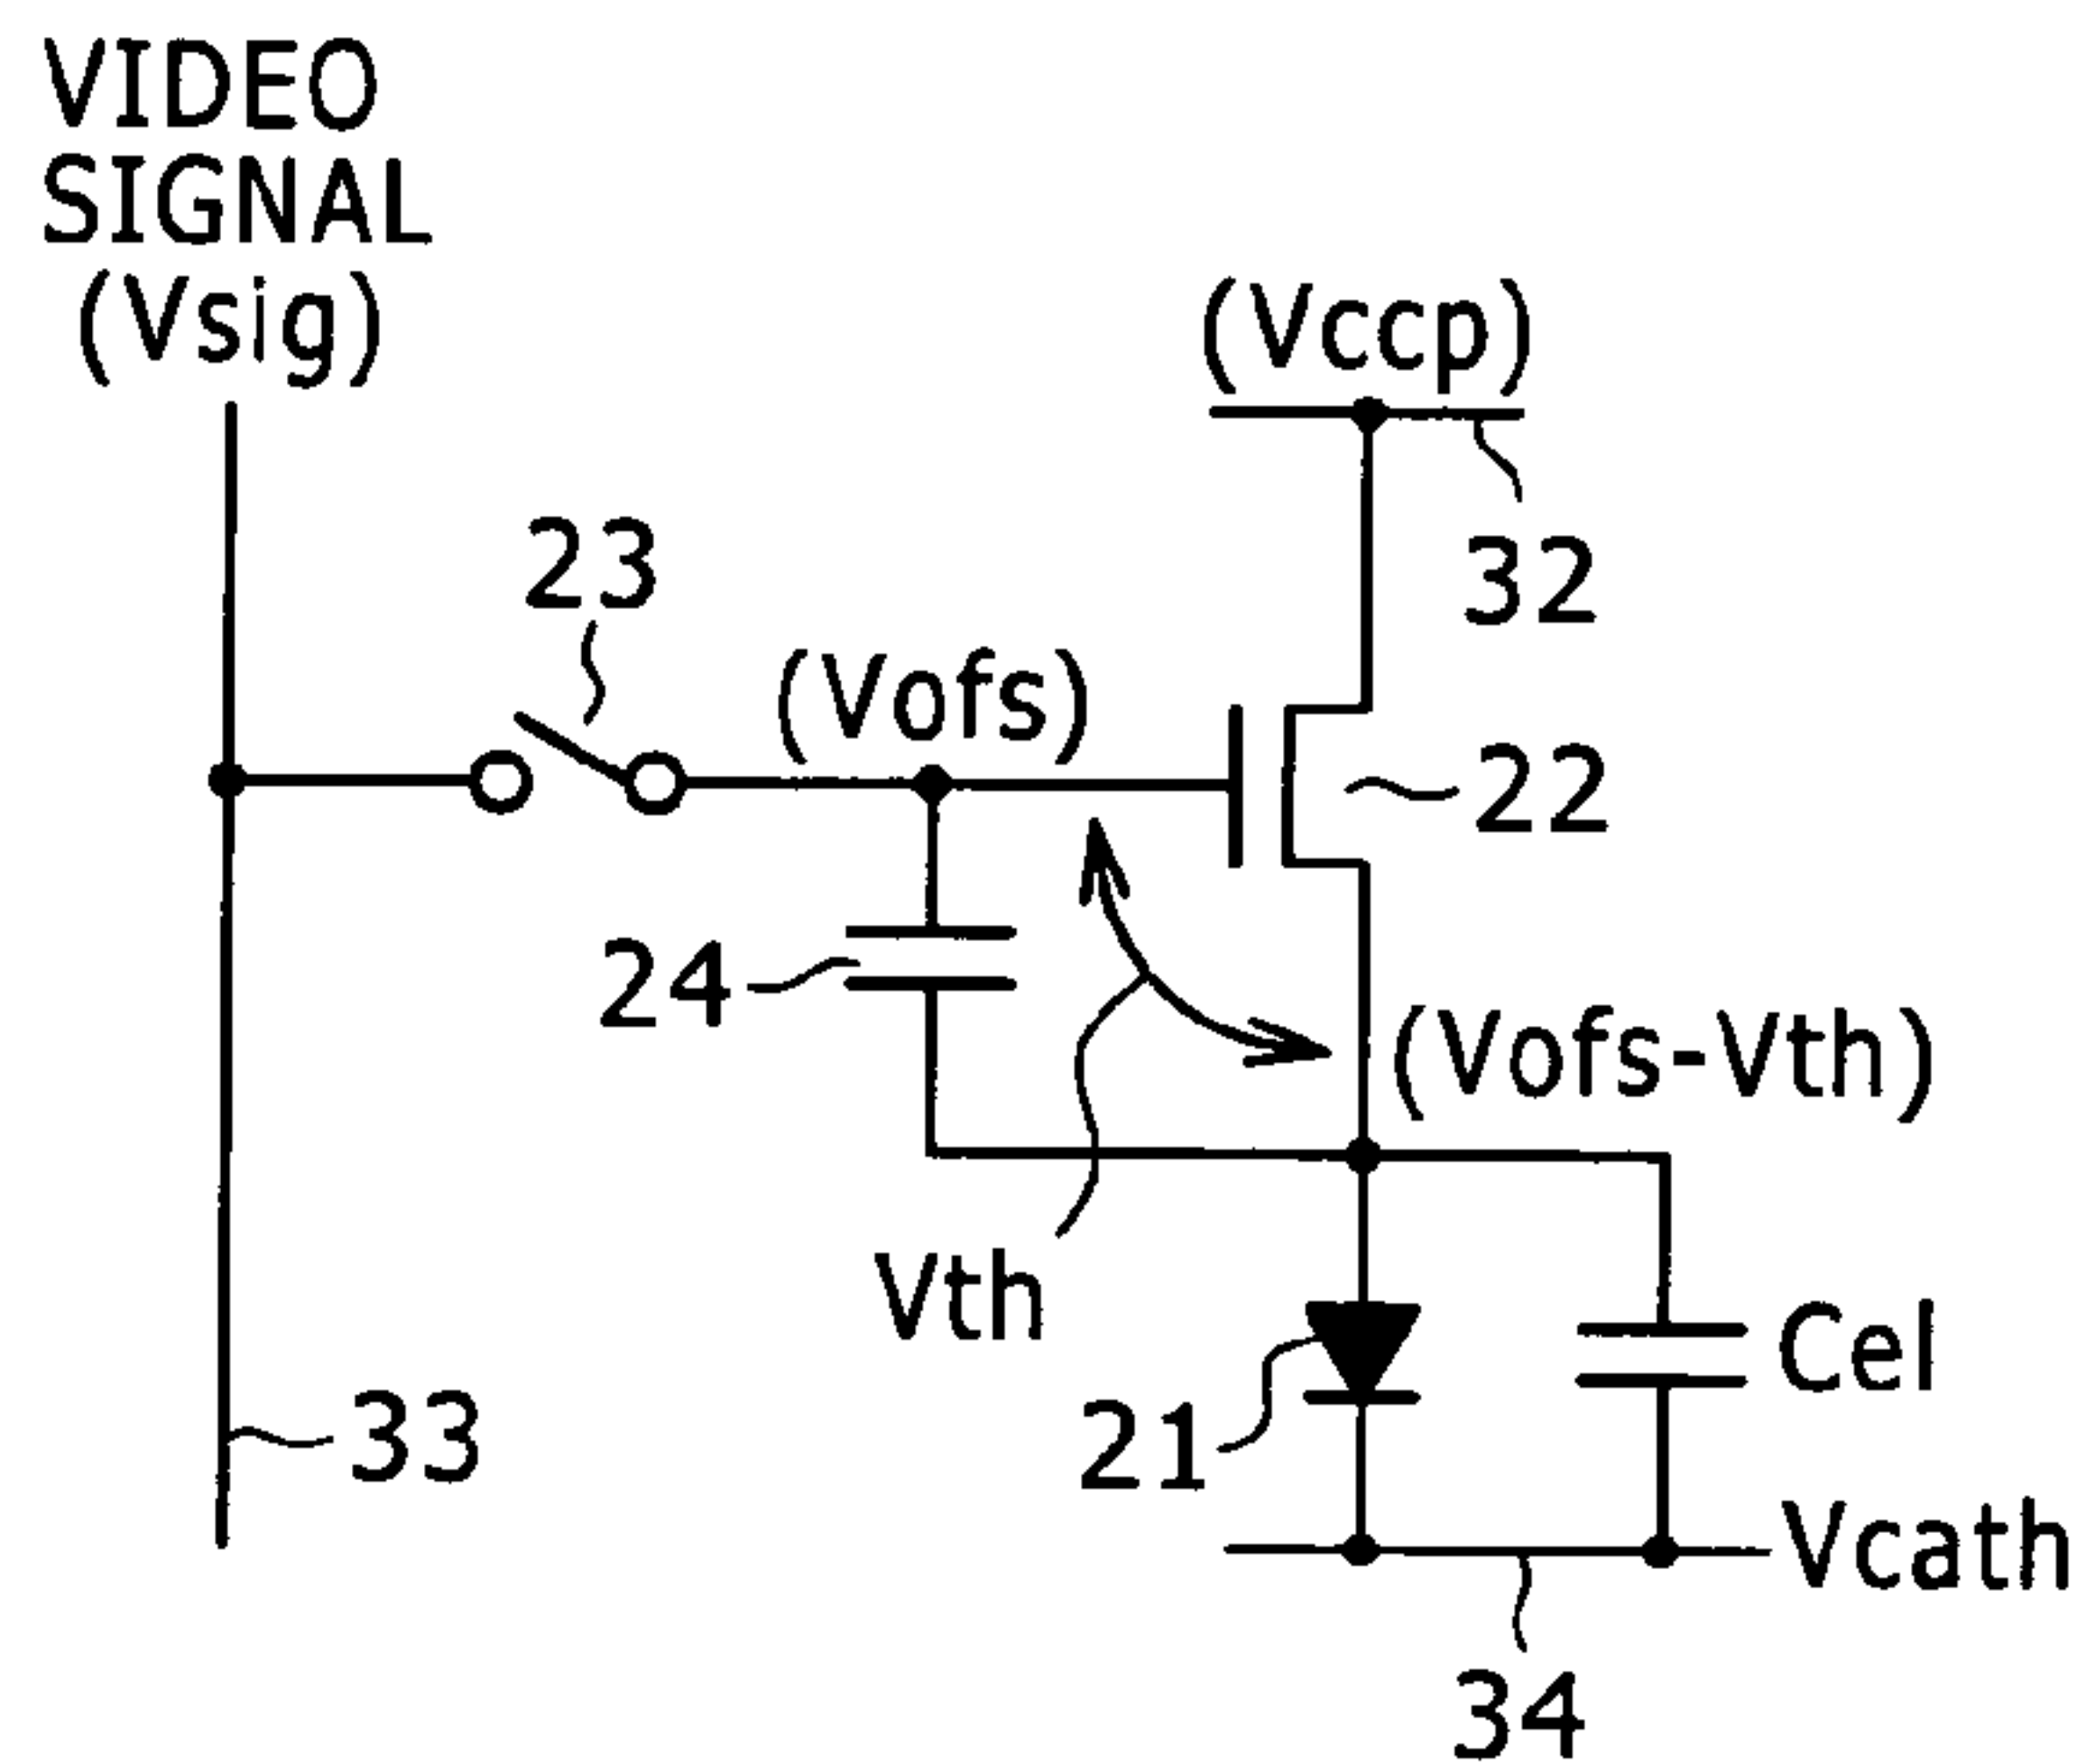 VIDEO
SIGNAL
(Vsig)
(Vccp)
32
23
(Vofs)
22
24
(Vofs-Vth)
Vth
Cel
21
33
Vcath
34